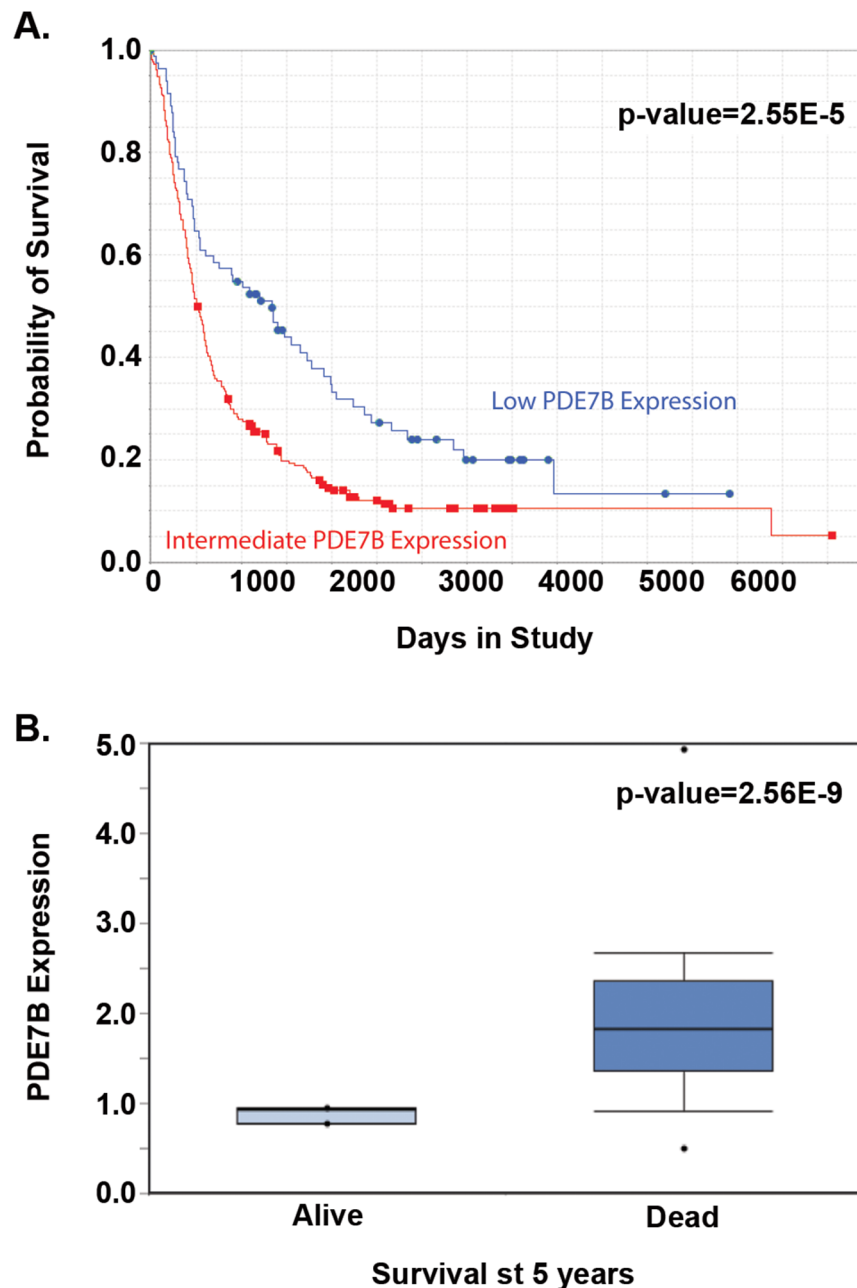 A.
1.0
0.8
0.6
0.4
0.2
0.0
Probability of Survival
p-value=2.55E-5
Low PDE7B Expression
Intermediate PDE7B Expression
0 1000 2000 3000 4000 5000 6000
Days in Study
B.
5.0
4.0
3.0
2.0
1.0
0.0
PDE7B Expression
p-value=2.56E-9
Alive Dead
Survival st 5 years